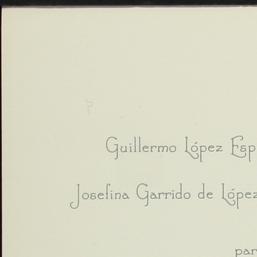 Guillermo López Esp
Josefina Garrido de López
par